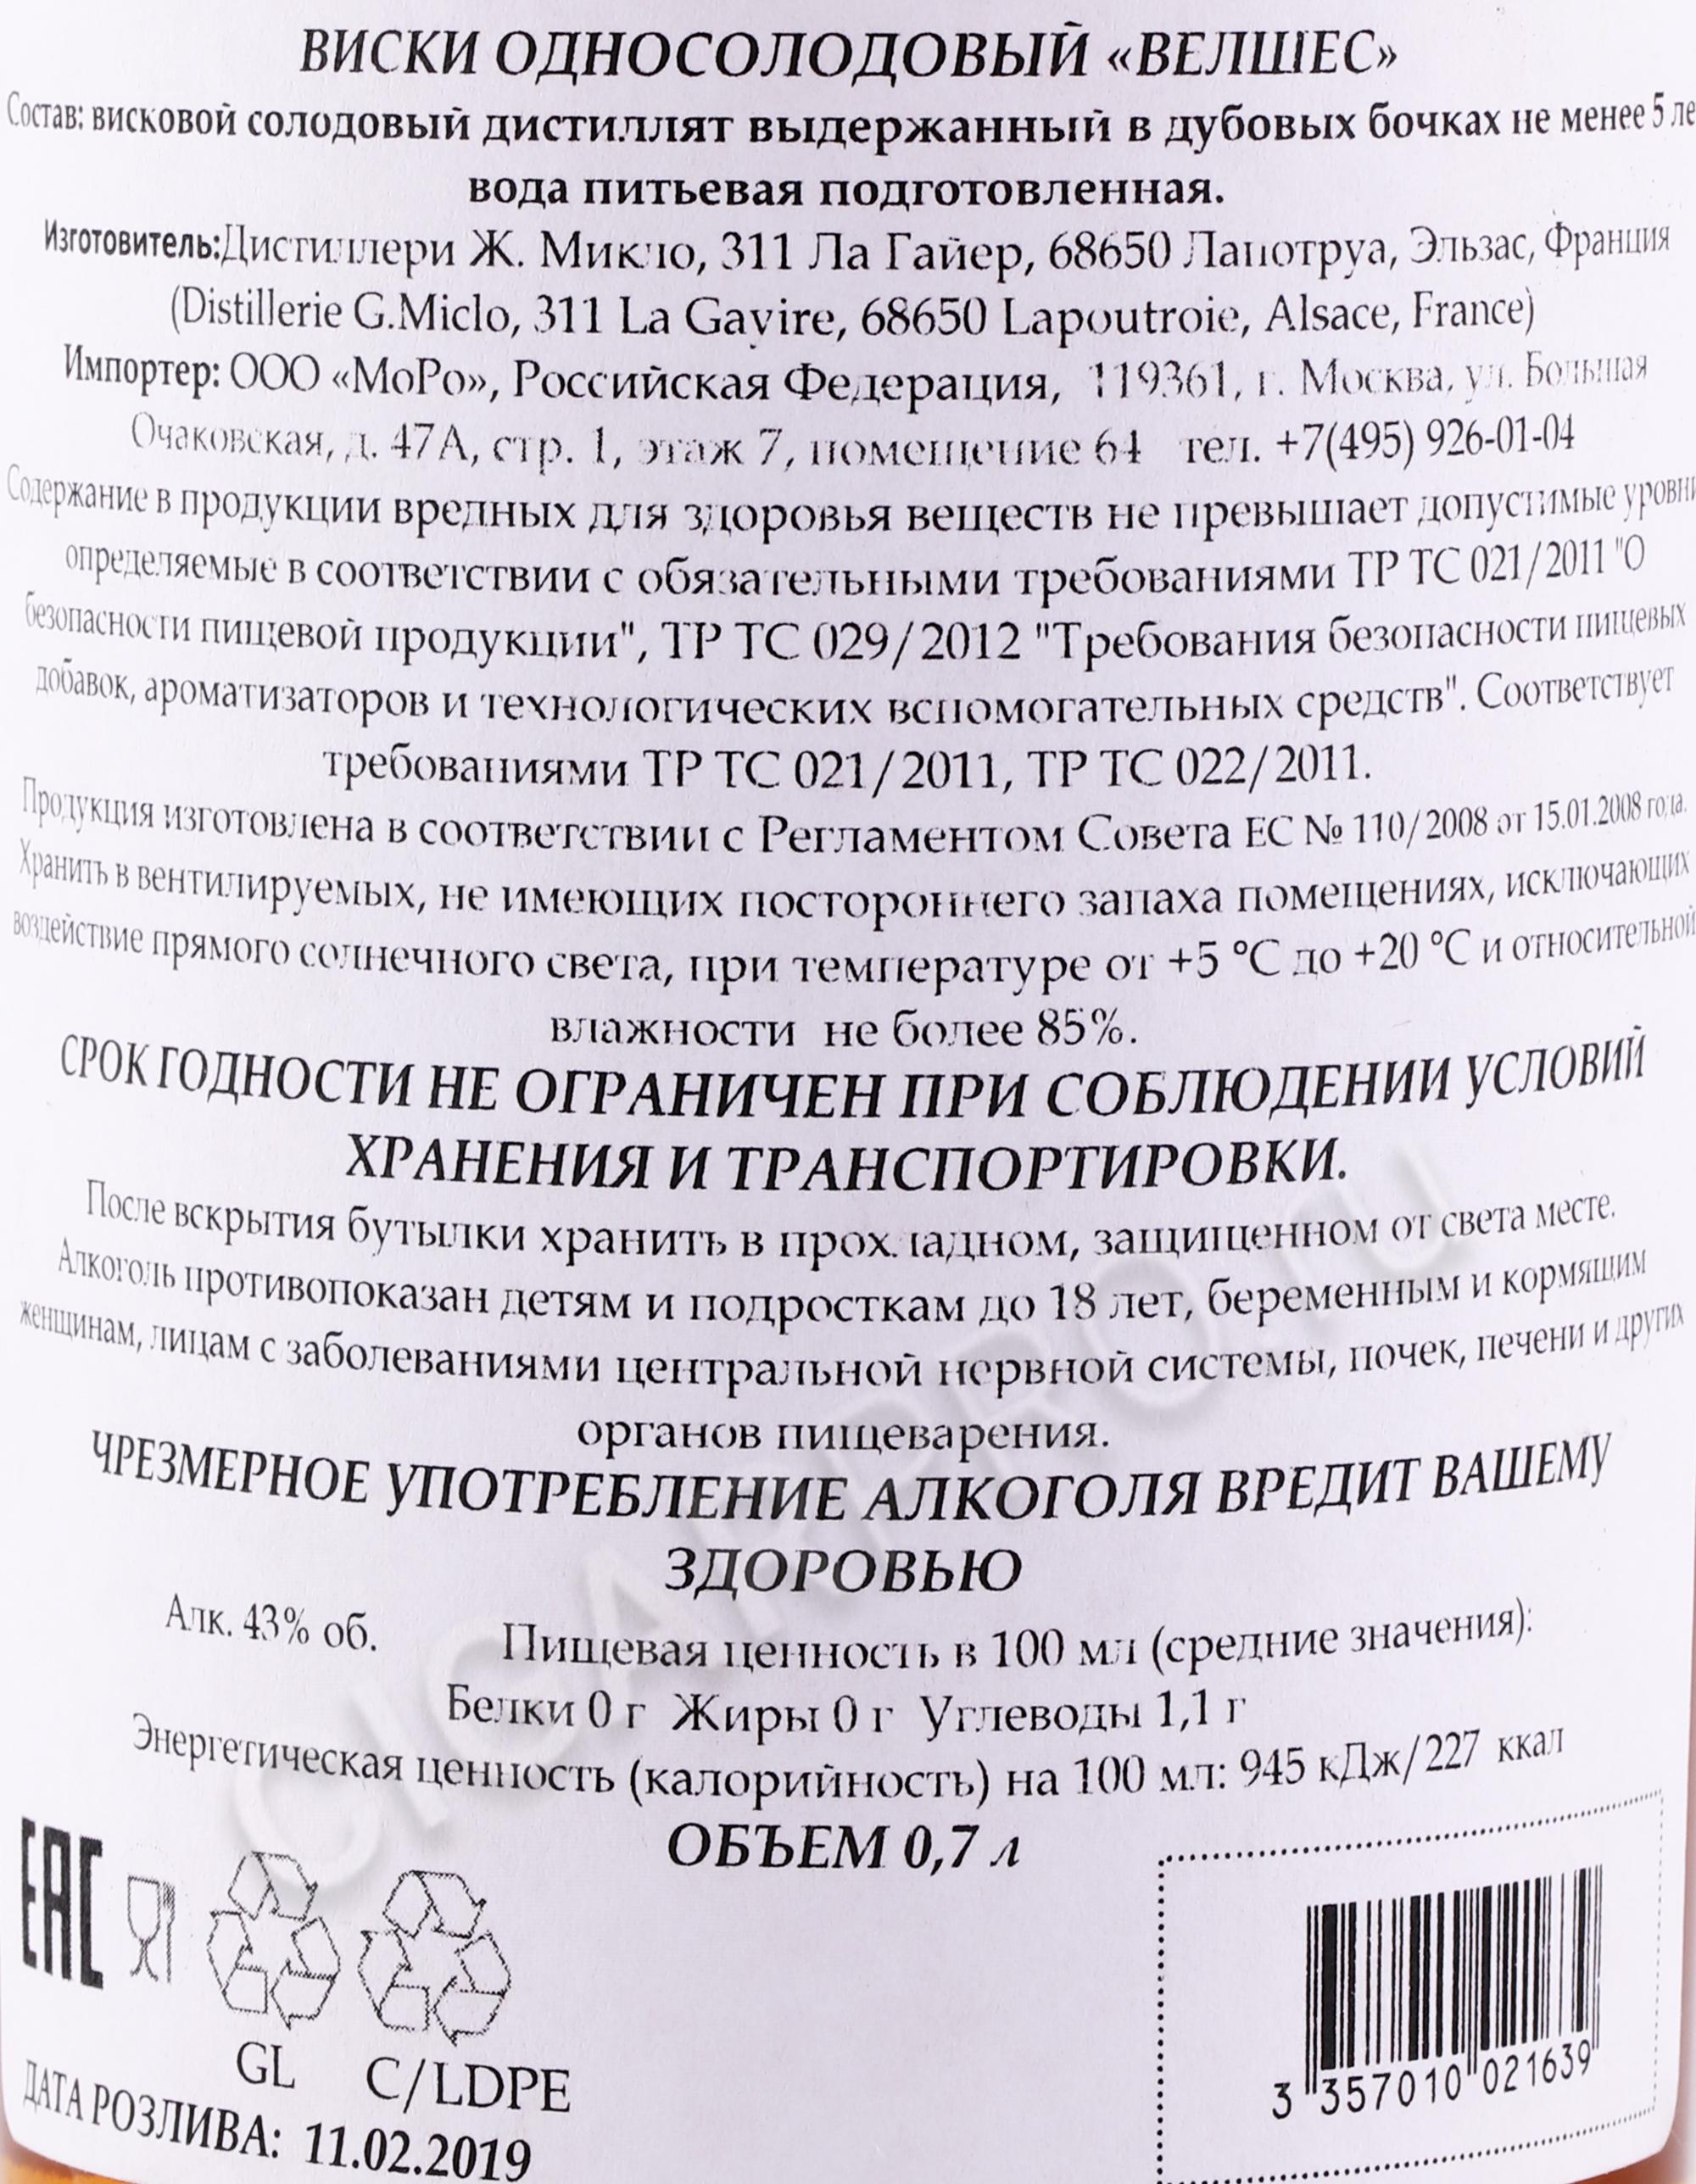 ВИСКИ ОДНОСОЛОДОВЫЙ «ВЕЛШЕС»
Состав: висковой солодовый дистиллят выдержанный в дубовых бочках не менее 5 ле
вода питьевая подготовленная.
Изготовитель:Дистиллери Ж. Микло, 311 Ла Гайер, 68650 Лапотруа, Эльзас, Франция
(Distillerie G.Miclo, 311 La Gayire, 68650 Lapoutroie, Alsace, France)
Импортер: ООО «МоРо», Российская Федерация, 119361, г. Москва, ул. Большая
Очаковская, д. 47А, стр. 1, этаж 7, помещение 64 тел. +7(495) 926-01-04
Содержание в продукции вредных для здоровья веществ не превышает допустимые уровни
определяемые в соответствии с обязательными требованиями ТР ТС 021/2011 "О
безопасности пищевой продукции", ТР ТС 029/2012 "Требования безопасности пищевых
добавок, ароматизаторов и технологических вспомогательных средств". Соответствует
требованиями ТР ТС 021/2011, ТР ТС 022/2011.
Продукция изготовлена в соответствии с Регламентом Совета ЕС № 110/2008 от 15.01.2008 года.
Хранить в вентилируемых, не имеющих постороннего запаха помещениях, исключающих
воздействие прямого солнечного света, при температуре от +5 °С до +20 °С и относительной
влажности не более 85%.
СРОК ГОДНОСТИ НЕ ОГРАНИЧЕН ПРИ СОБЛЮДЕНИИ УСЛОВИЙ
ХРАНЕНИЯ И ТРАНСПОРТИРОВКИ.
После вскрытия бутылки хранить в прохладном, защищенном от света месте.
Алкоголь противопоказан детям и подросткам до 18 лет, беременным и кормящим
женщинам, лицам с заболеваниями центральной нервной системы, почек, печени и других
органов пищеварения.
ЧРЕЗМЕРНОЕ УПОТРЕБЛЕНИЕ АЛКОГОЛЯ ВРЕДИТ ВАШЕМУ
ЗДОРОВЬЮ
Алк. 43% об. Пищевая ценность в 100 мл (средние значения):
Белки 0 г Жиры 0 г Углеводы 1,1 г
Энергетическая ценность (калорийность) на 100 мл: 945 кДж/227 ккал
ОБЪЕМ 0,7 л
EAC
GL C/LDPE
ДАТА РОЗЛИВА: 11.02.2019
3 357010 021639
CIGARPRO.ru